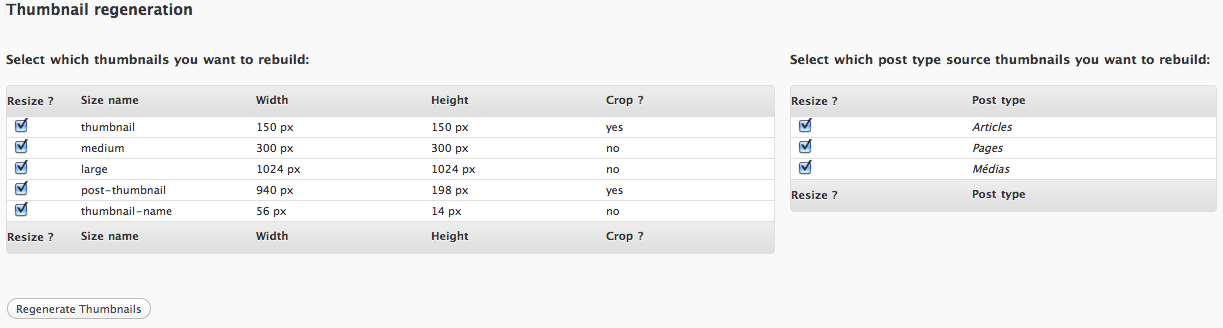 Thumbnail regeneration
Select which thumbnails you want to rebuild:
Resize ? Size name Width Height Crop ?
thumbnail 150 px 150 px yes
medium 300 px 300 px no
large 1024 px 1024 px no
post-thumbnail 940 px 198 px yes
thumbnail-name 56 px 14 px no
Resize ? Size name Width Height Crop ?
Select which post type source thumbnails you want to rebuild:
Resize ? Post type
Articles
Pages
Médias
Resize ? Post type
Regenerate Thumbnails